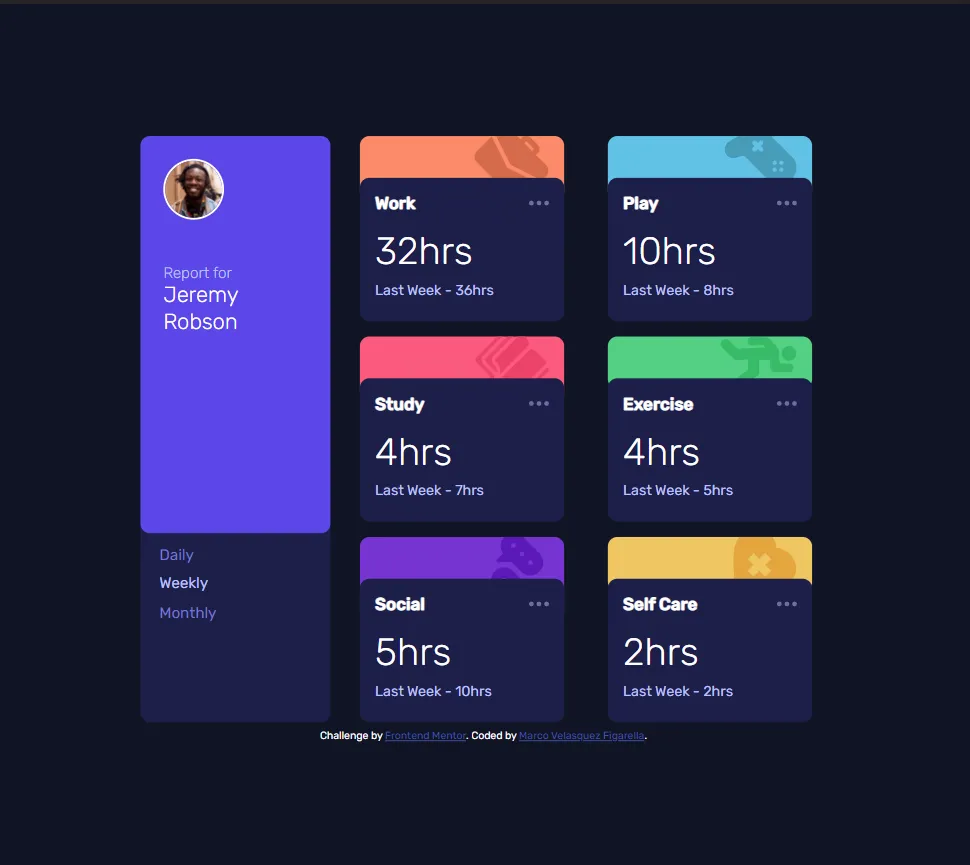 Report for
Jeremy
Robson
Daily
Weekly
Monthly
Work
32hrs
Last Week - 36hrs
Play
10hrs
Last Week - 8hrs
Study
4hrs
Last Week - 7hrs
Exercise
4hrs
Last Week - 5hrs
Social
5hrs
Last Week - 10hrs
Self Care
2hrs
Last Week - 2hrs
Challenge by Frontend Mentor. Coded by Marco Velasquez Figarella.